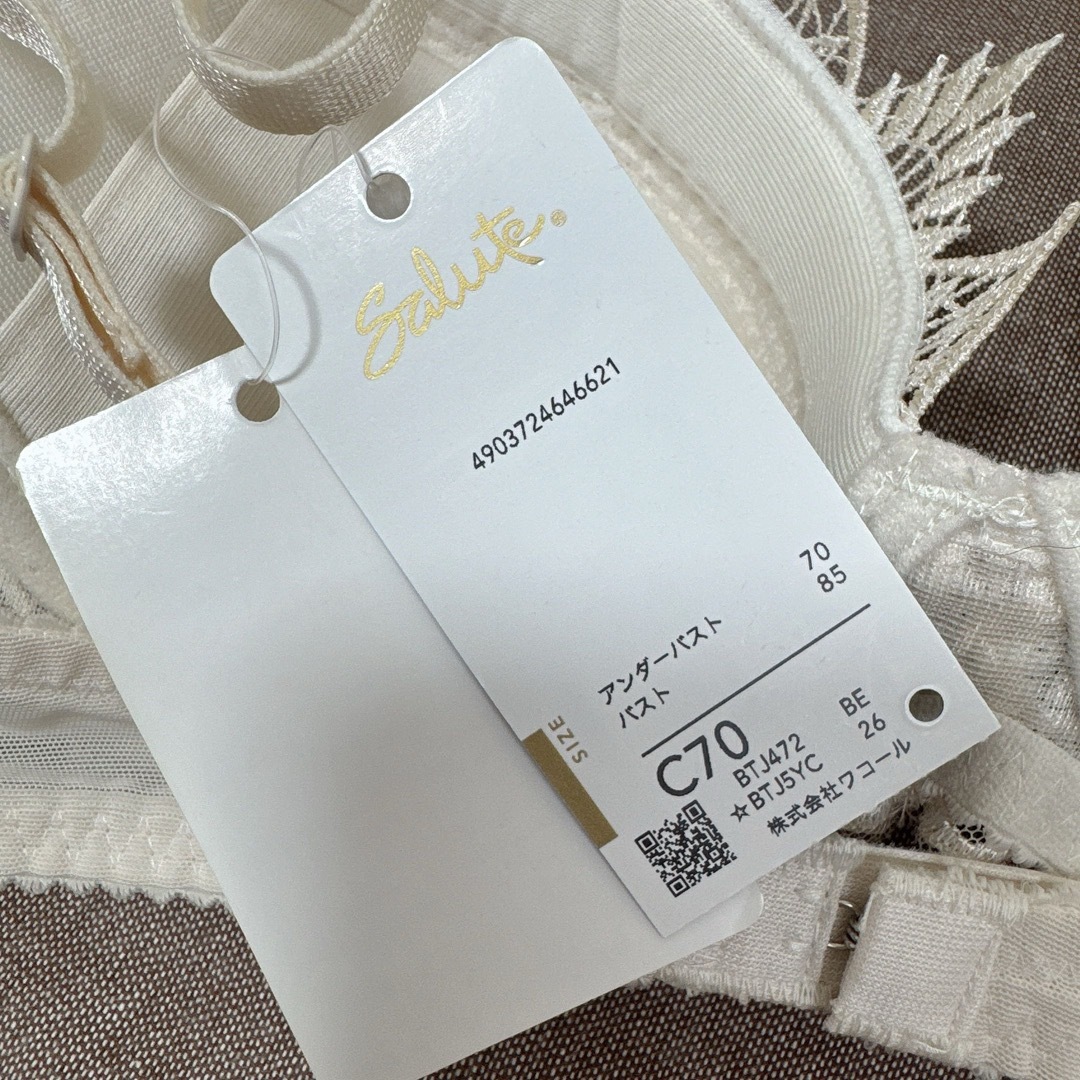 Salute®
4903724646621
アンダーバスト 70
バスト 85
SIZE
C70
BTJ472 BE
☆BTJ5YC 26
株式会社ワコール